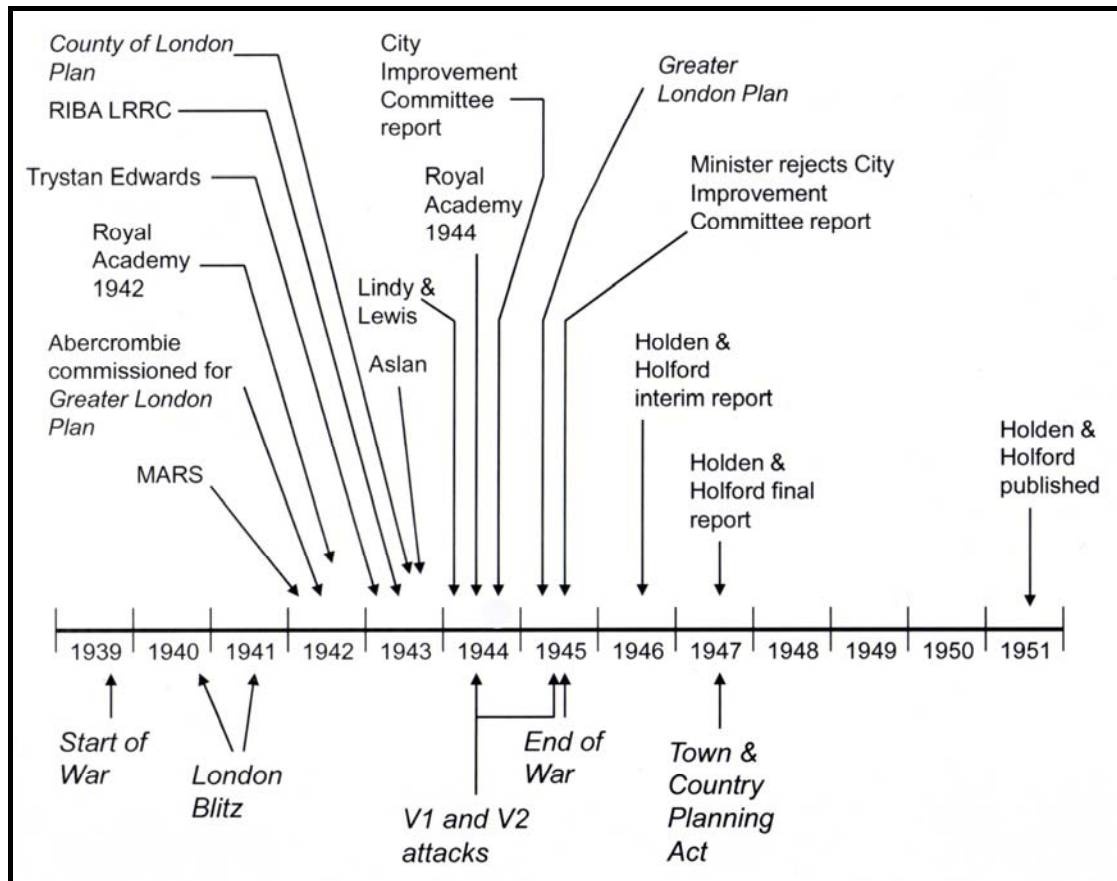 County of London
Plan
RIBA LRRC
Trystan Edwards
Royal
Academy
1942
Abercrombie
commissioned for
Greater London
Plan
MARS
City
Improvement
Committee
report
Royal
Academy
1944
Lindy &
Lewis
Aslan
Greater
London Plan
Minister rejects City
Improvement
Committee report
Holden &
Holford
interim report
Holden &
Holford final
report
Holden &
Holford
published
1939 1940 1941 1942 1943 1944 1945 1946 1947 1948 1949 1950 1951
Start of
War
London
Blitz
V1 and V2
attacks
End of
War
Town &
Country
Planning
Act